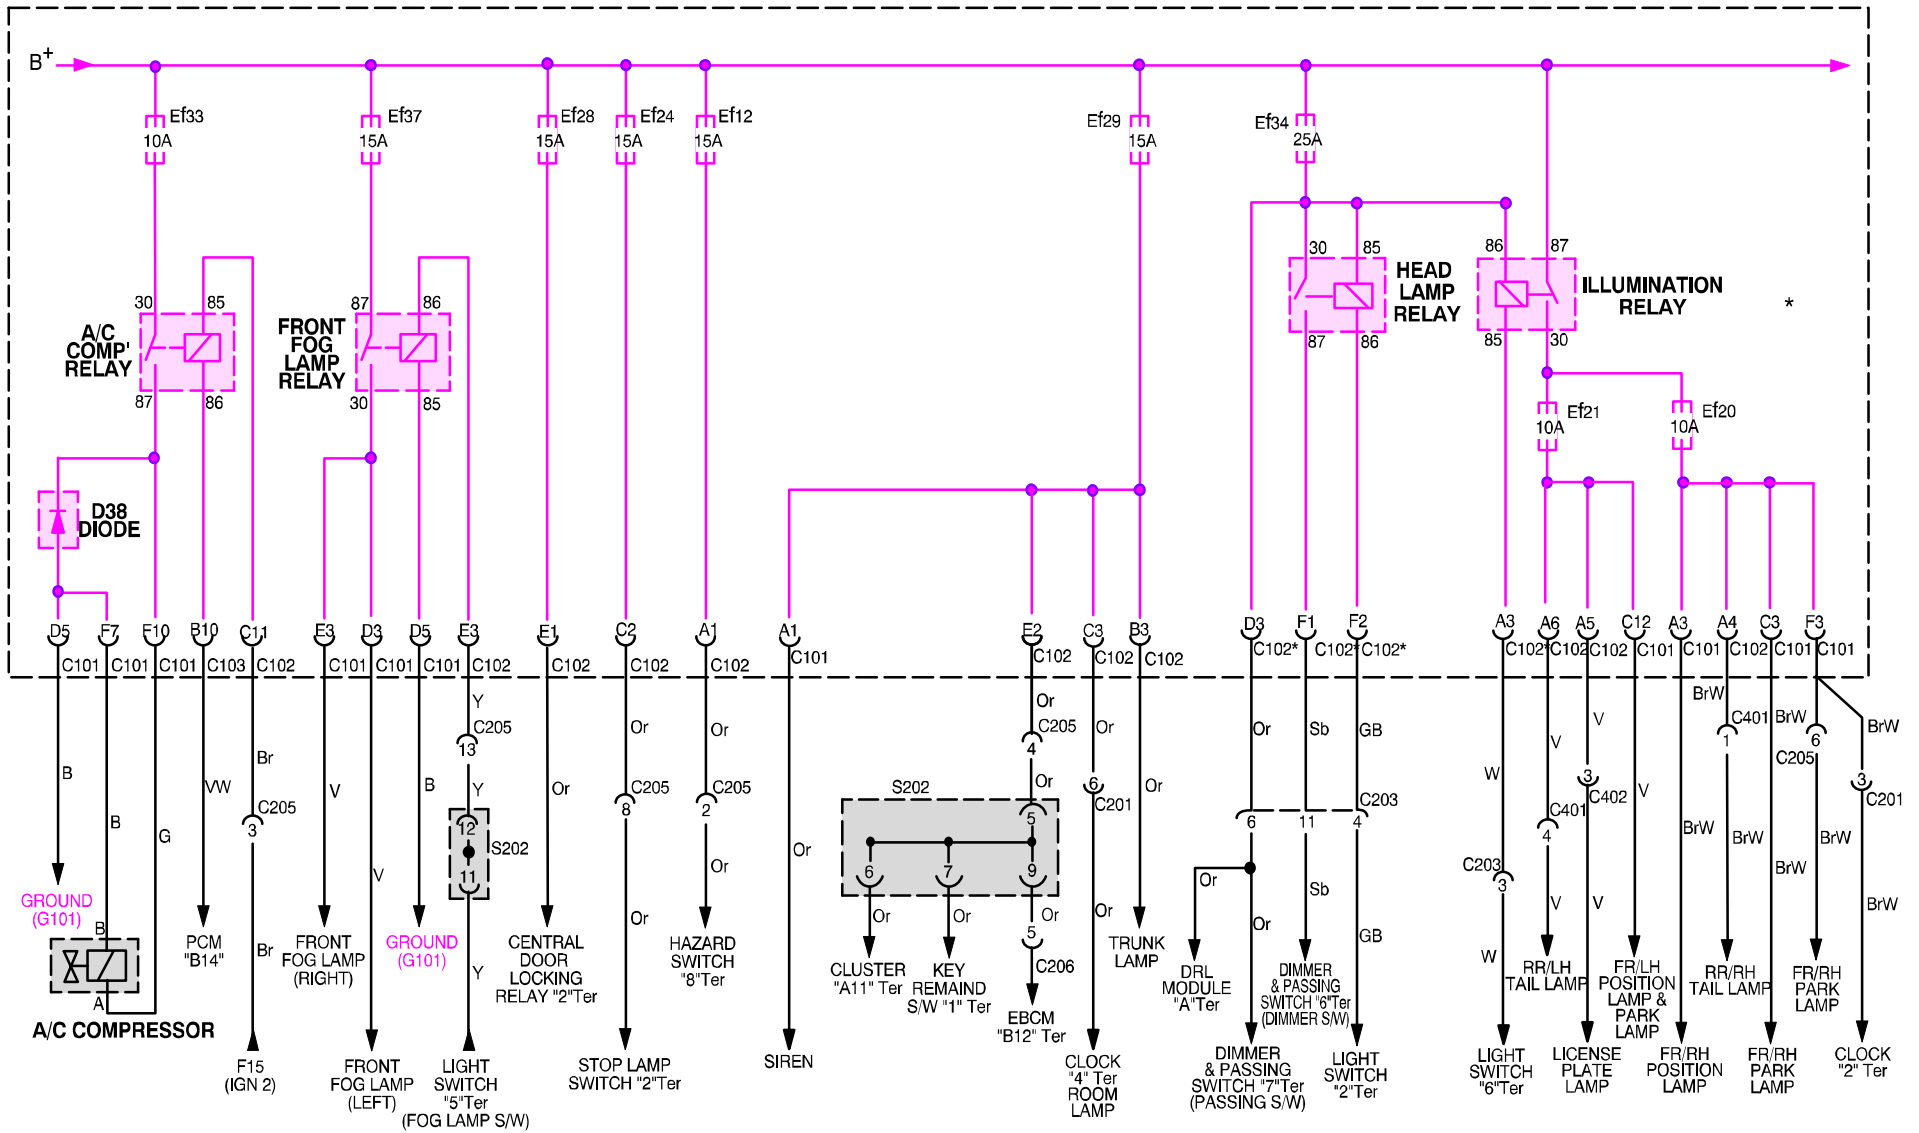 B+
Ef33
10A
Ef37
15A
Ef28
15A
Ef24
15A
Ef12
15A
Ef29
15A
Ef34
25A
30 85
86 87
HEAD
LAMP
RELAY
ILLUMINATION
RELAY
*
87 86
85 30
30 85
87 86
A/C
COMP'
RELAY
FRONT
FOG
LAMP
RELAY
87 86
30 85
Ef21
10A
Ef20
10A
D38
DIODE
D5 F7 F10 B10 C11 E3 D3 D5 E3 E1 C2 A1 A1 E2 C3 B3 D3 F1 F2 A3 A6 A5 C12 A3 A4 C3 F3
C101 C101 C101 C103 C102 C101 C101 C101 C102 C102 C102 C102 C101 C102 C102 C102 C102* C102* C102* C102* C102 C102 C101 C101 C102 C101 C101
B
B
G
VW
Br
C205
3
Br
V
V
B
Y
C205
13
Y
12
S202
11
Y
Or
Or
C205
8
Or
Or
C205
2
Or
Or
Or
C205
4
Or
S202
5
6 7 9
Or Or Or
5
C206
Or
6
C201
Or
Or
Or Sb GB
C203
6 11 4
Or
Or
Sb
GB
W
C203
3
W
V
C401
4
V
V
3
C402
V
V
BrW
BrW
C401
1
BrW
BrW
BrW
6
C205
BrW
BrW
3
C201
BrW
GROUND
(G101)
B
A
A/C COMPRESSOR
PCM
"B14"
F15
(IGN 2)
FRONT
FOG LAMP
(RIGHT)
FRONT
FOG LAMP
(LEFT)
GROUND
(G101)
LIGHT
SWITCH
"5"Ter
(FOG LAMP S/W)
CENTRAL
DOOR
LOCKING
RELAY "2"Ter
STOP LAMP
SWITCH "2"Ter
HAZARD
SWITCH
"8"Ter
SIREN
CLUSTER
"A11" Ter
KEY
REMAIND
S/W "1" Ter
EBCM
"B12" Ter
CLOCK
"4" Ter
ROOM
LAMP
TRUNK
LAMP
DRL
MODULE
"A"Ter
DIMMER
& PASSING
SWITCH "7"Ter
(PASSING S/W)
DIMMER
& PASSING
SWITCH "6"Ter
(DIMMER S/W)
LIGHT
SWITCH
"2"Ter
LIGHT
SWITCH
"6"Ter
RR/LH
TAIL LAMP
LICENSE
PLATE
LAMP
FR/LH
POSITION
LAMP &
PARK
LAMP
FR/RH
POSITION
LAMP
RR/RH
TAIL LAMP
FR/RH
PARK
LAMP
FR/RH
PARK
LAMP
CLOCK
"2" Ter